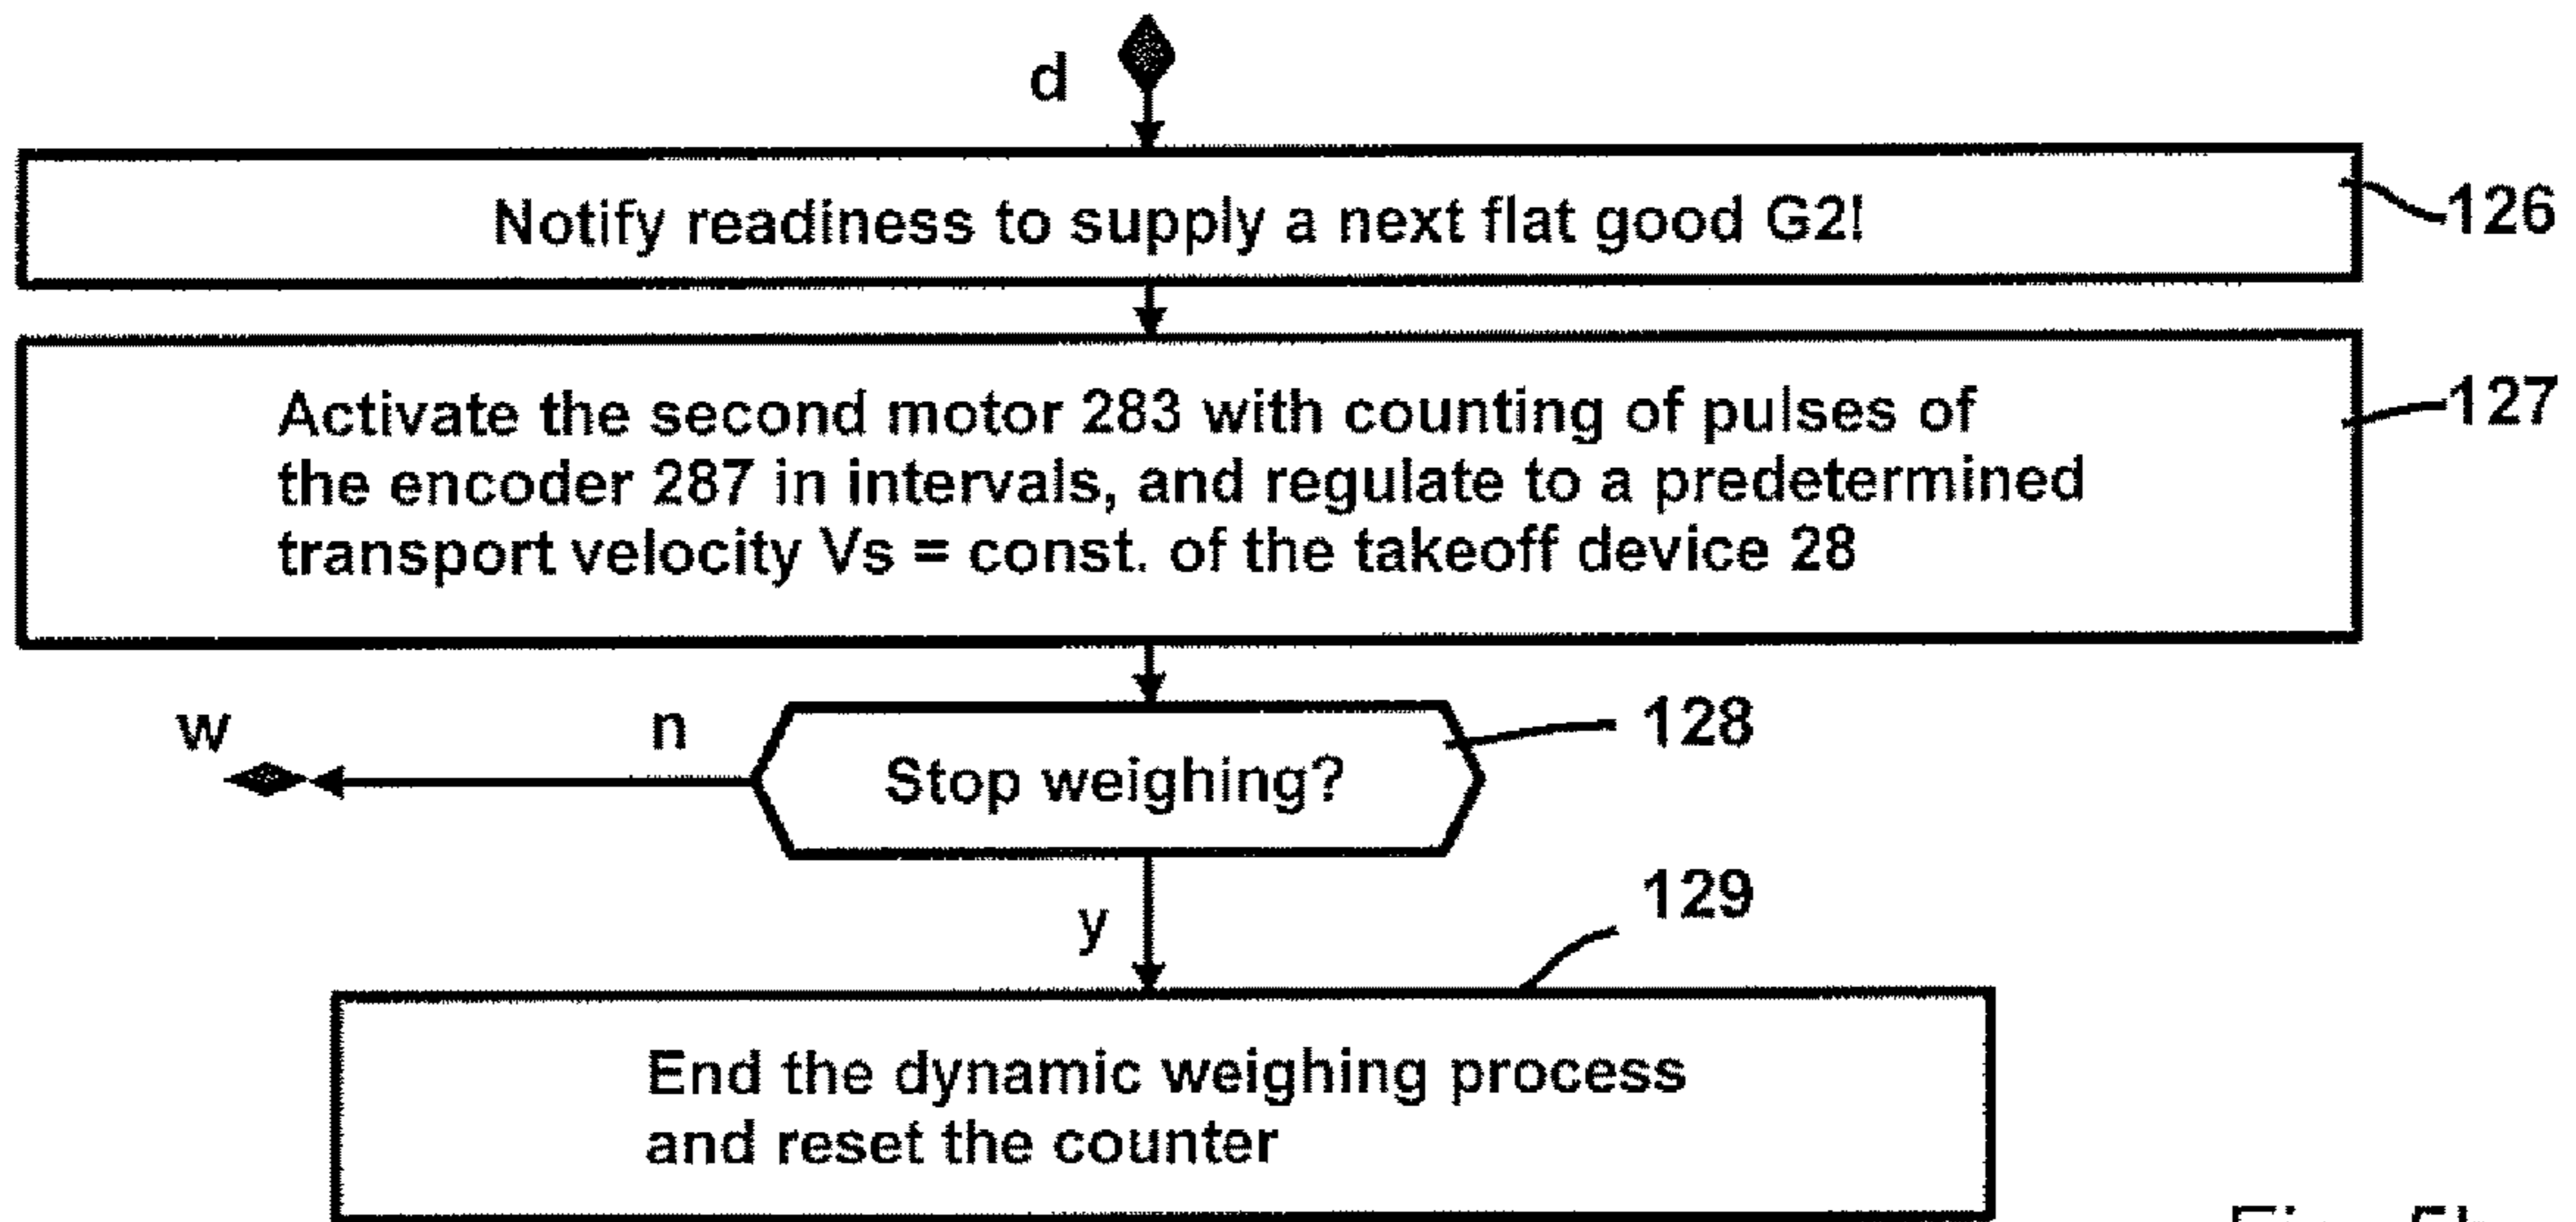 d
Notify readiness to supply a next flat good G2!
126
Activate the second motor 283 with counting of pulses of
the encoder 287 in intervals, and regulate to a predetermined
transport velocity Vs = const. of the takeoff device 28
127
w
n
128
Stop weighing?
y
129
End the dynamic weighing process
and reset the counter